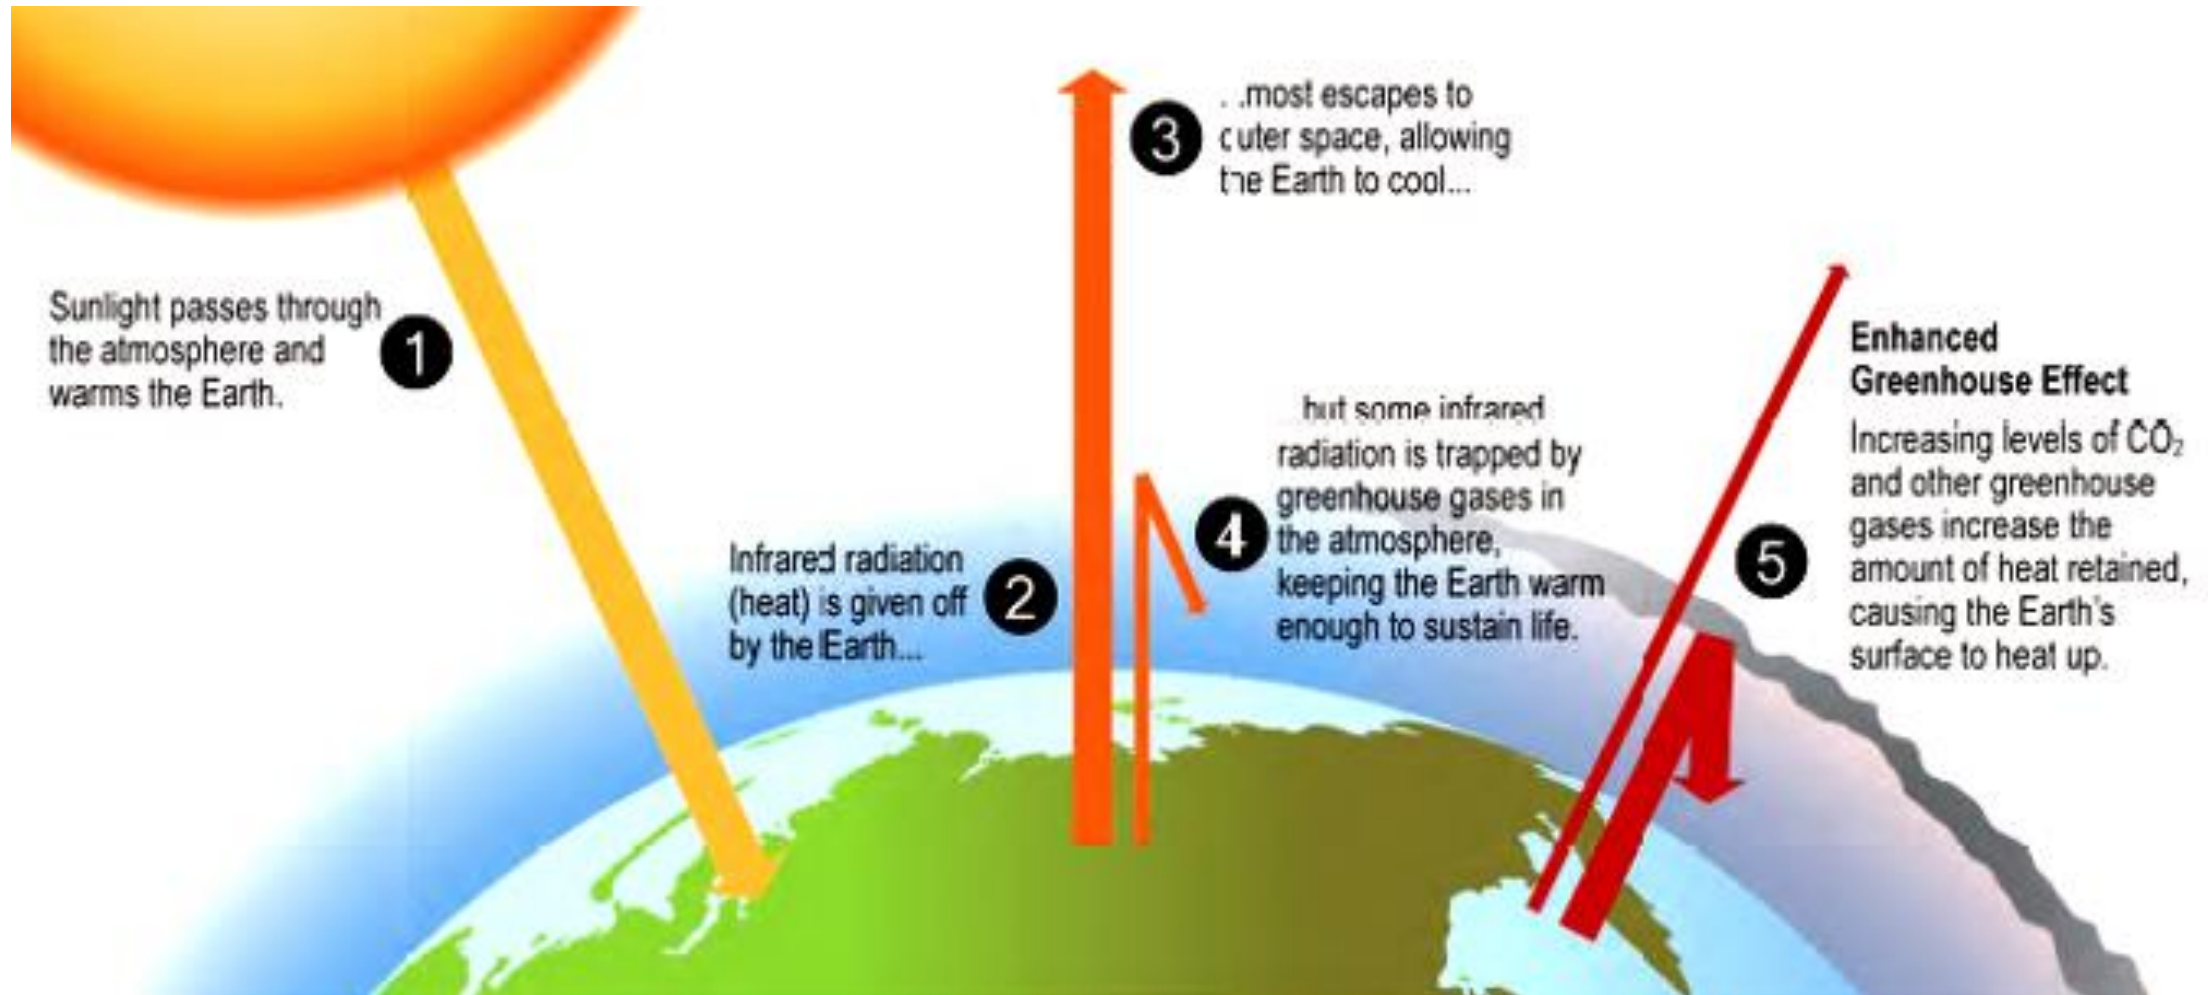 1
Sunlight passes through
the atmosphere and
warms the Earth.
2
Infrared radiation
(heat) is given off
by the Earth...
3
. .most escapes to
outer space, allowing
the Earth to cool...
4
but some infrared
radiation is trapped by
greenhouse gases in
the atmosphere,
keeping the Earth warm
enough to sustain life.
5
Enhanced
Greenhouse Effect
Increasing levels of CO₂
and other greenhouse
gases increase the
amount of heat retained,
causing the Earth's
surface to heat up.